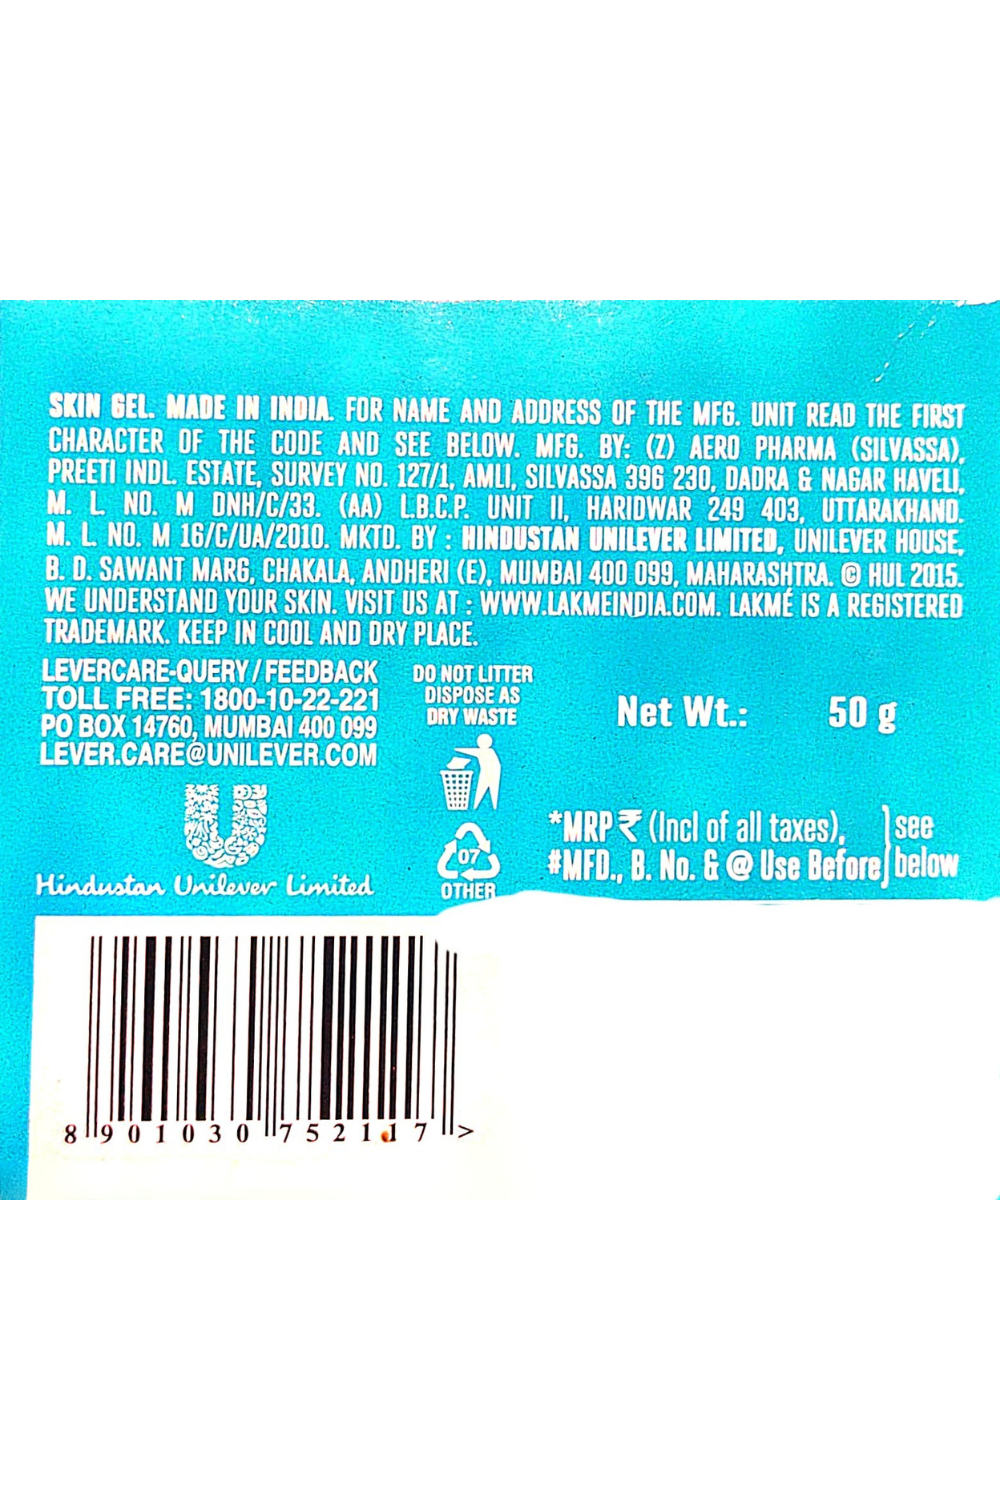 SKIN GEL. MADE IN INDIA. FOR NAME AND ADDRESS OF THE MFG. UNIT READ THE FIRST
CHARACTER OF THE CODE AND SEE BELOW. MFG. BY: (Z) AERO PHARMA (SILVASSA),
PREETI INDL. ESTATE, SURVEY NO. 127/1, AMLI, SILVASSA 396 230, DADRA & NAGAR HAVELI,
M. L. NO. M DNH/C/33. (AA) L.B.C.P. UNIT II, HARIDWAR 249 403, UTTARAKHAND.
M. L. NO. M 16/C/UA/2010. MKTD. BY : HINDUSTAN UNILEVER LIMITED, UNILEVER HOUSE,
B. D. SAWANT MARG, CHAKALA, ANDHERI (E), MUMBAI 400 099, MAHARASHTRA. © HUL 2015.
WE UNDERSTAND YOUR SKIN. VISIT US AT : WWW.LAKMEINDIA.COM. LAKMÉ IS A REGISTERED
TRADEMARK. KEEP IN COOL AND DRY PLACE.
LEVERCARE-QUERY / FEEDBACK
TOLL FREE: 1800-10-22-221
PO BOX 14760, MUMBAI 400 099
LEVER.CARE@UNILEVER.COM
Hindustan Unilever Limited
DO NOT LITTER
DISPOSE AS
DRY WASTE
07
OTHER
Net Wt.: 50 g
*MRP ₹ (Incl of all taxes), see
#MFD., B. No. & @ Use Before below
8 901030 752117 >